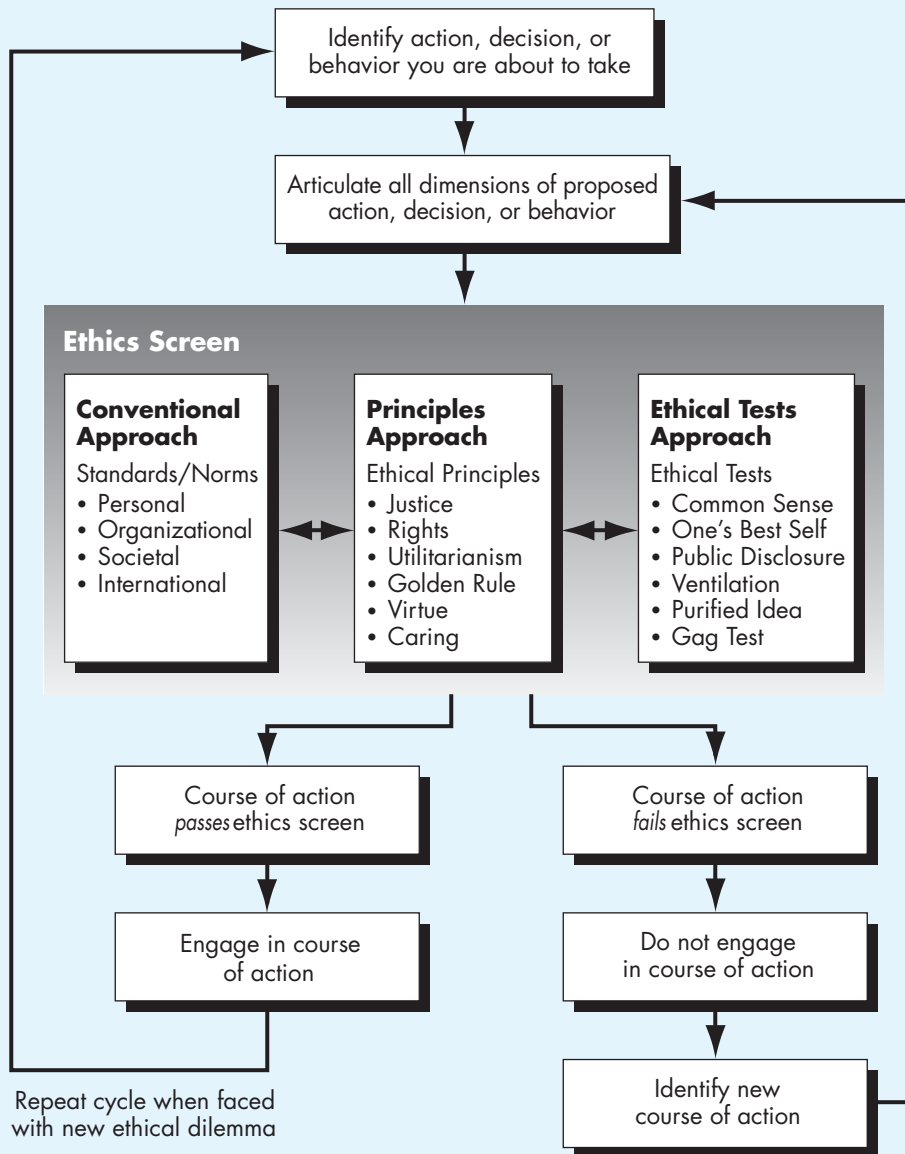 Identify action, decision, or
behavior you are about to take
Articulate all dimensions of proposed
action, decision, or behavior
Ethics Screen
Conventional
Approach
Standards/Norms
• Personal
• Organizational
• Societal
• International
Principles
Approach
Ethical Principles
• Justice
• Rights
• Utilitarianism
• Golden Rule
• Virtue
• Caring
Ethical Tests
Approach
Ethical Tests
• Common Sense
• One's Best Self
• Public Disclosure
• Ventilation
• Purified Idea
• Gag Test
Course of action
passes ethics screen
Course of action
fails ethics screen
Engage in course
of action
Do not engage
in course of action
Identify new
course of action
Repeat cycle when faced
with new ethical dilemma